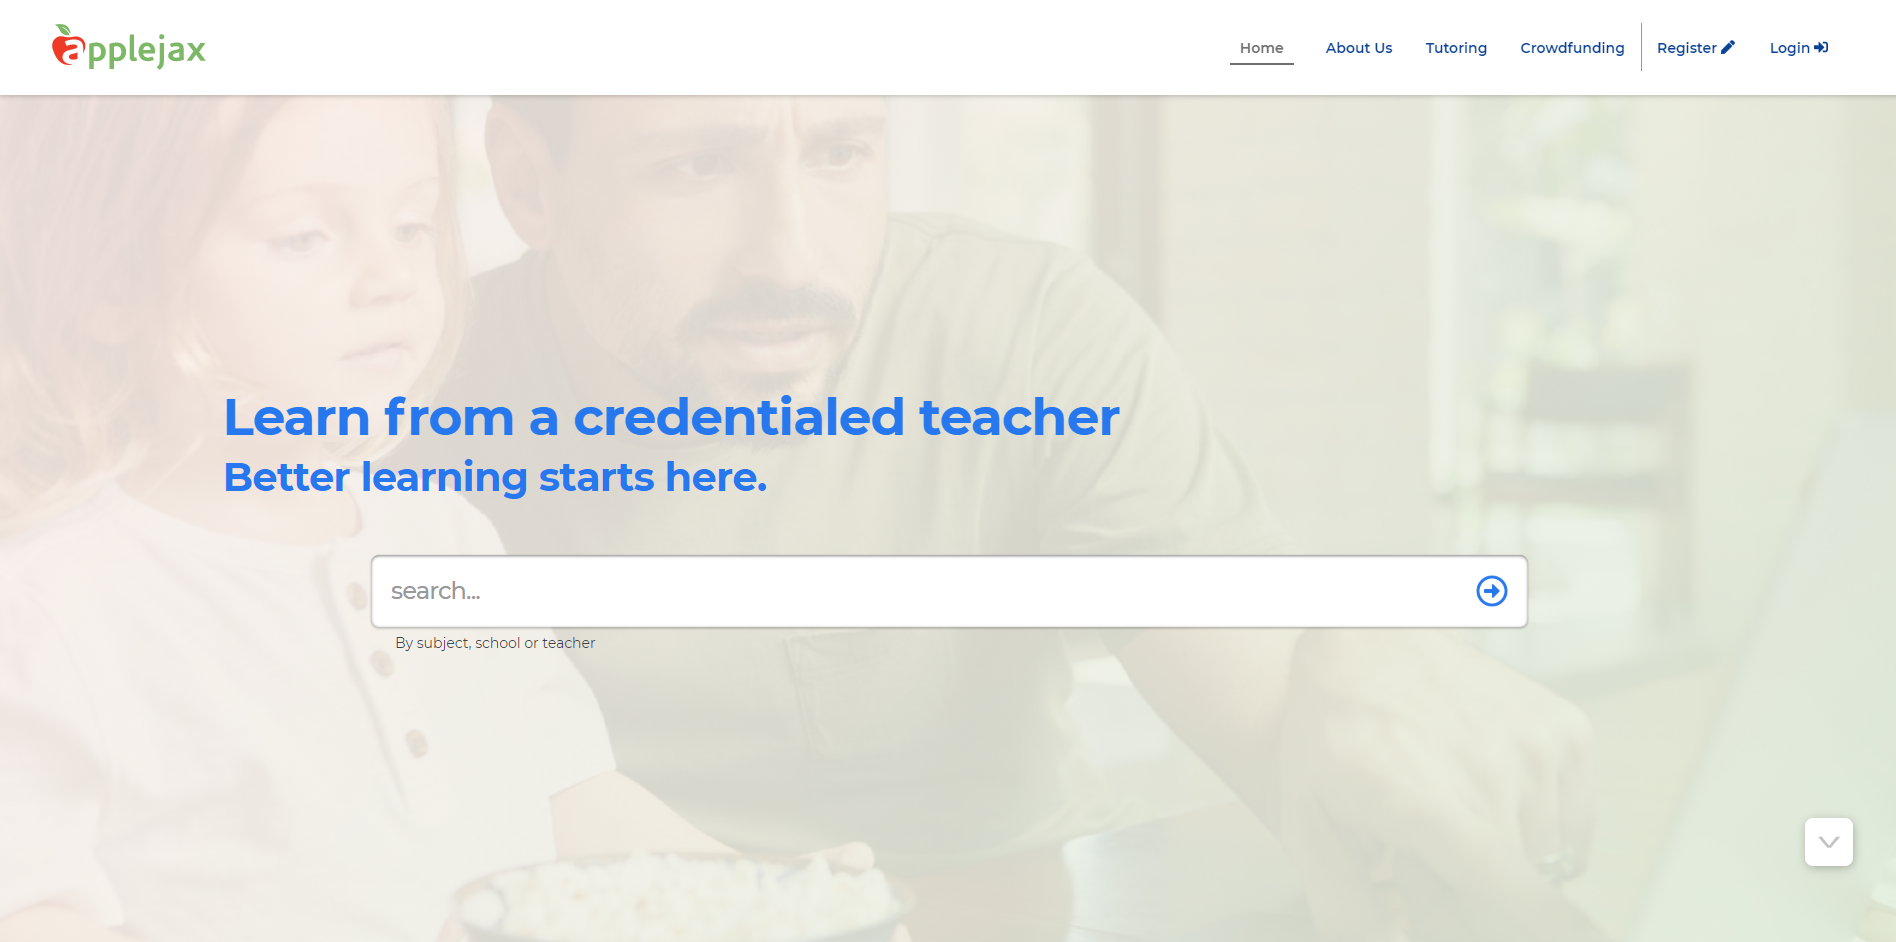 applejax
Home About Us Tutoring Crowdfunding Register Login
Learn from a credentialed teacher
Better learning starts here.
search...
By subject, school or teacher